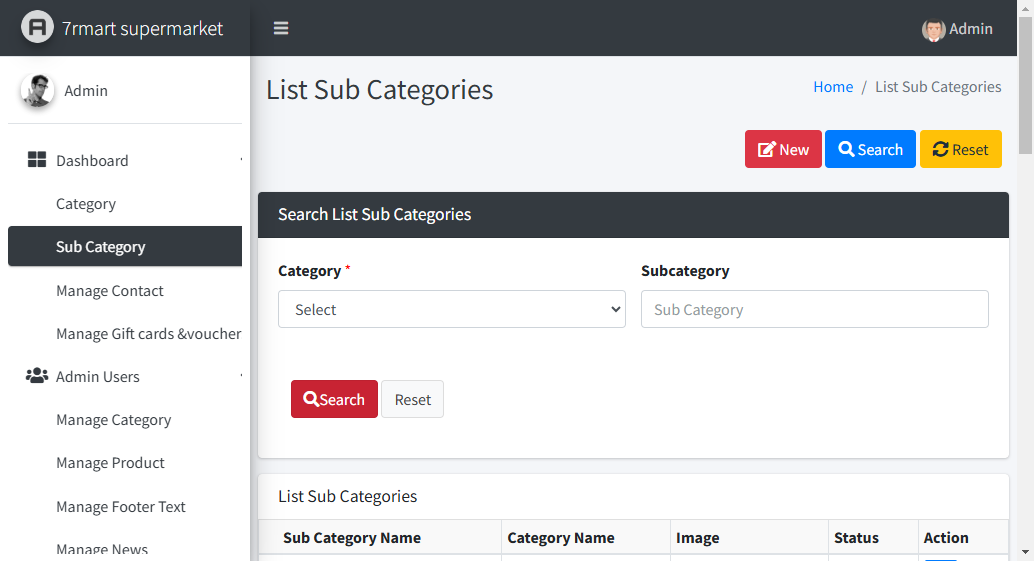 7rmart supermarket
Admin
Admin
Dashboard
Category
Sub Category
Manage Contact
Manage Gift cards &voucher
Admin Users
Manage Category
Manage Product
Manage Footer Text
Manage News
List Sub Categories
Home / List Sub Categories
New Search Reset
Search List Sub Categories
Category * Subcategory
Select Sub Category
Search Reset
List Sub Categories
Sub Category Name Category Name Image Status Action